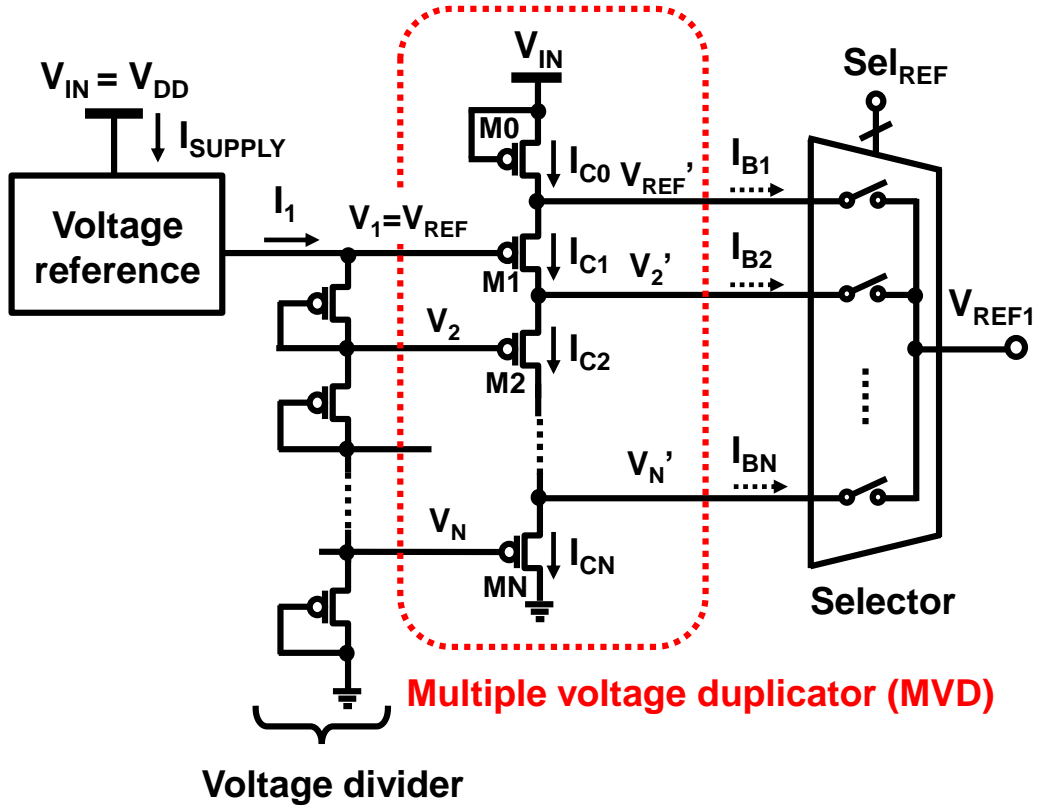 V_IN = V_DD
I_SUPPLY
Voltage
reference
I_1
V_1=V_REF
V_2
V_N
Voltage divider
V_IN
M0
I_C0
V_REF’
M1
I_C1
V_2’
M2
I_C2
V_N’
MN
I_CN
Multiple voltage duplicator (MVD)
I_B1
I_B2
I_BN
Sel_REF
V_REF1
Selector